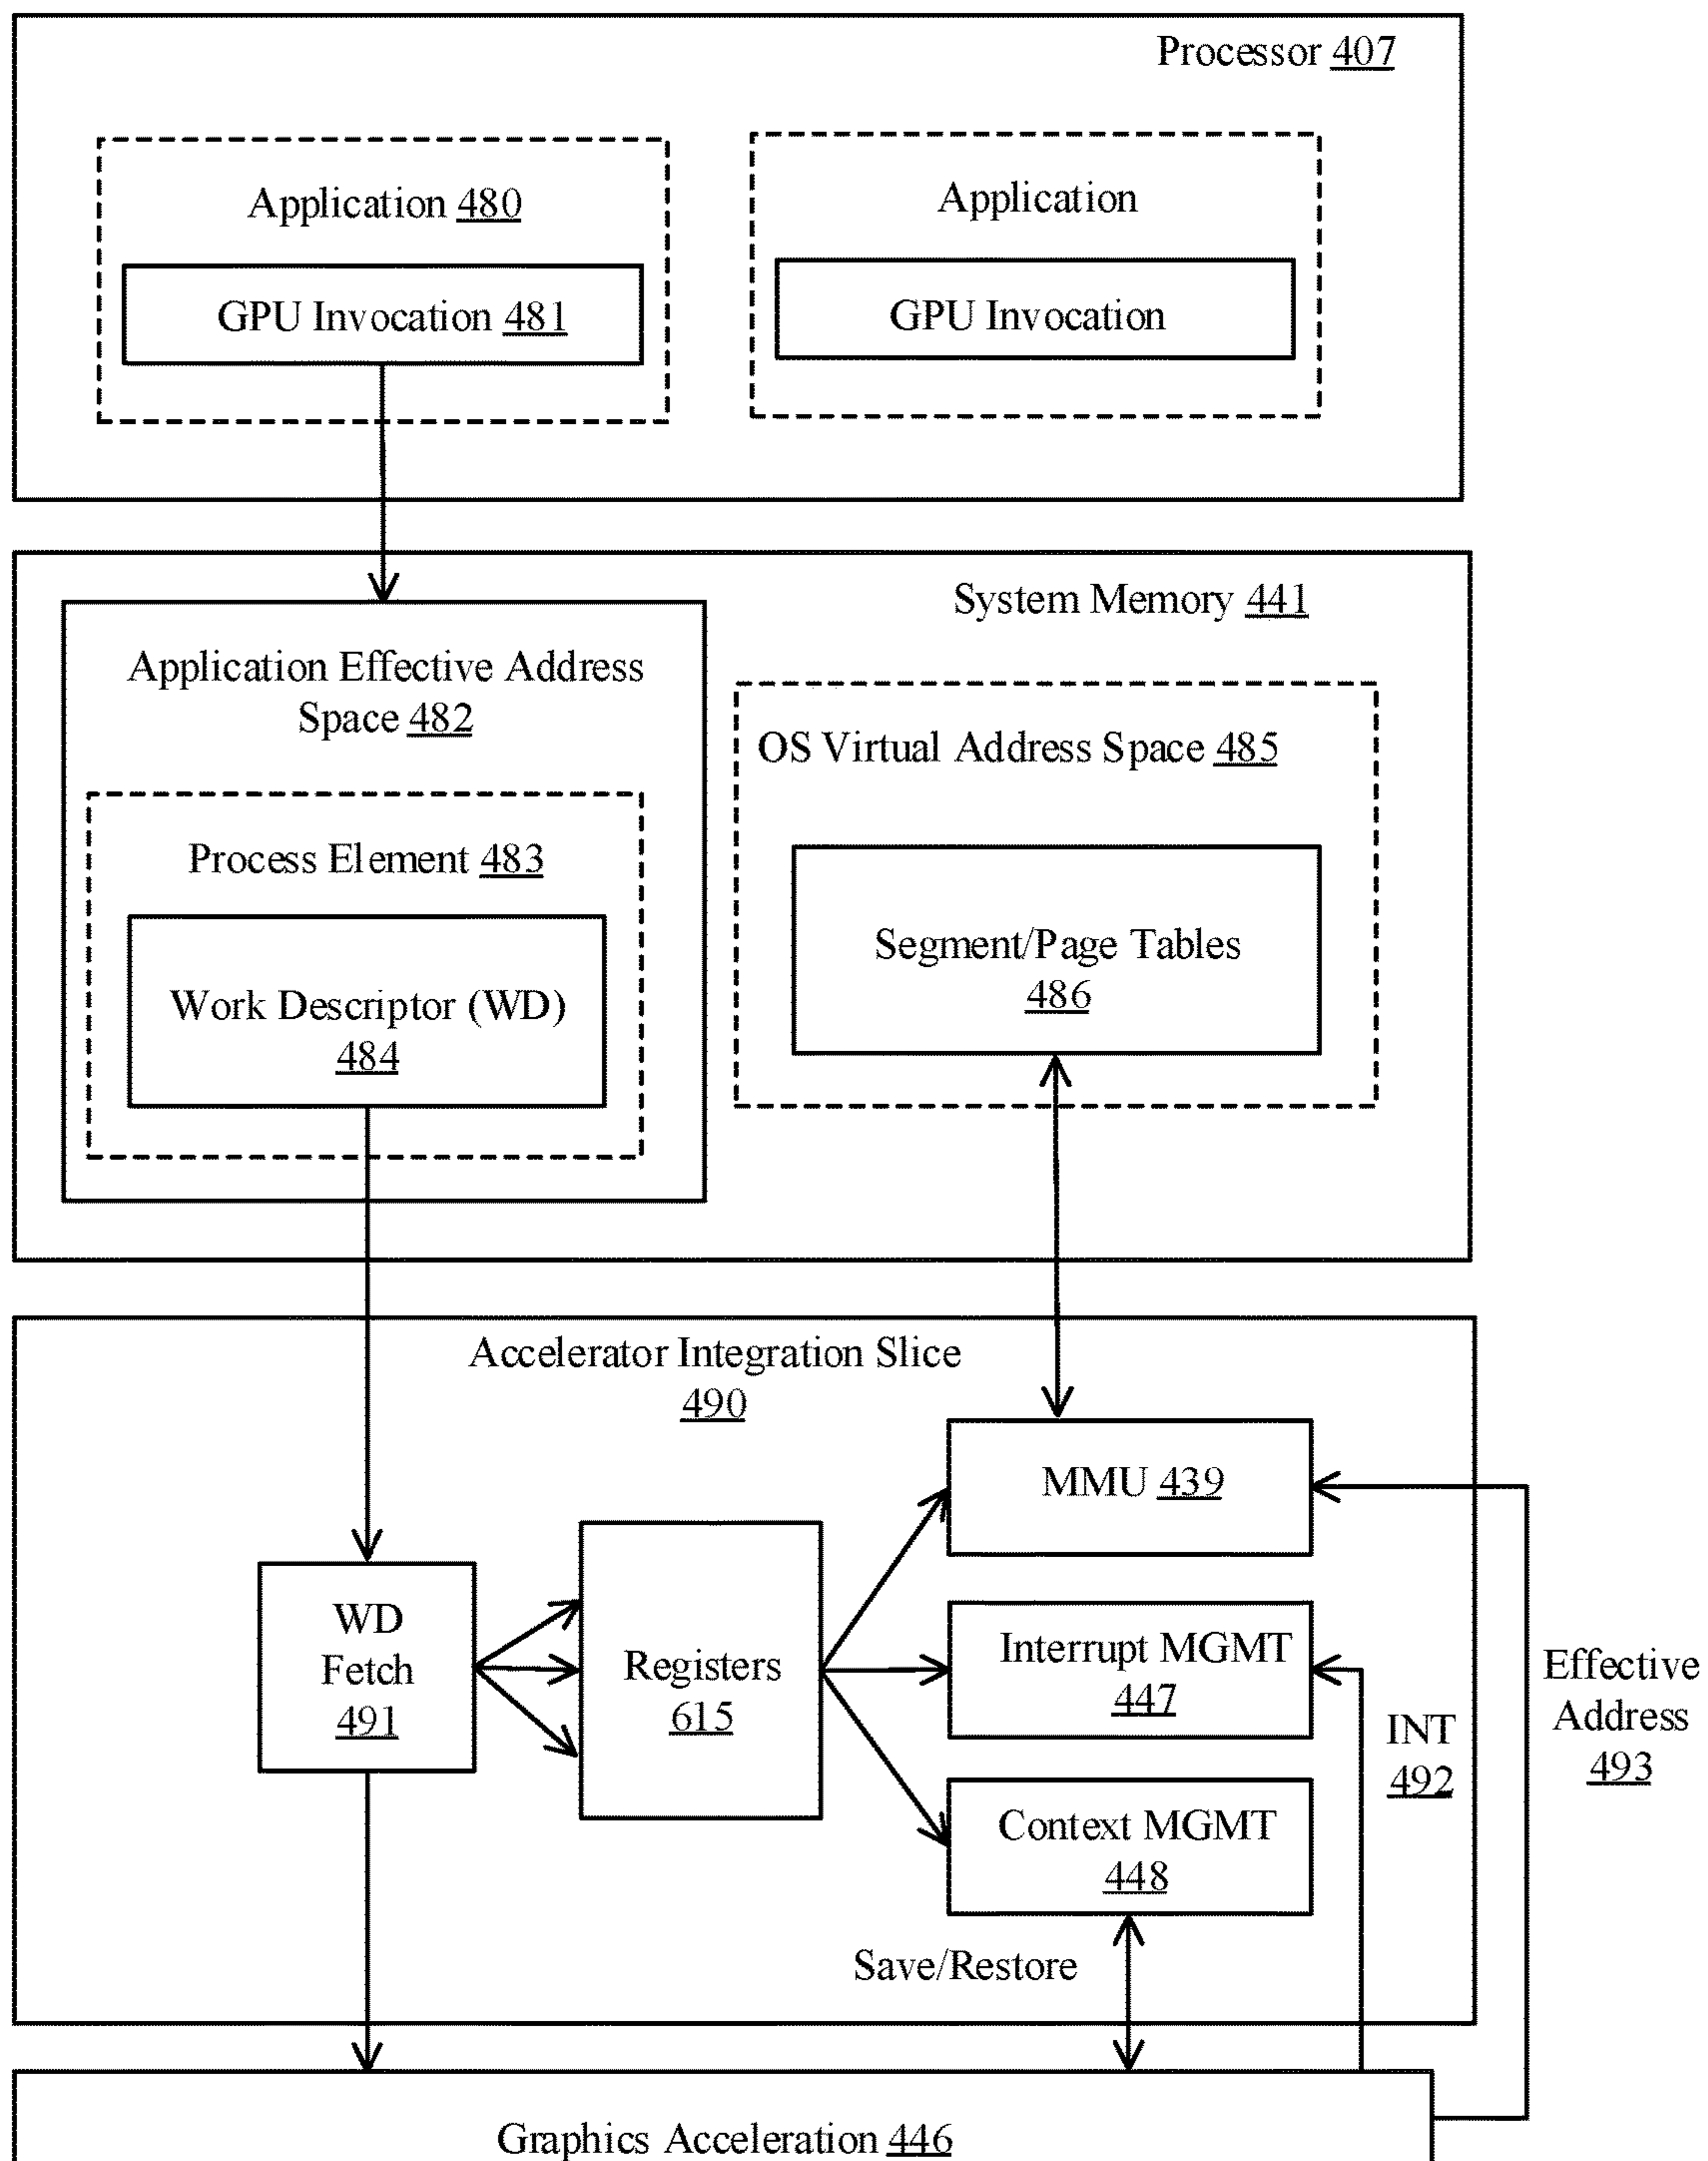 Processor 407
Application 480
GPU Invocation 481
Application
GPU Invocation
System Memory 441
Application Effective Address
Space 482
Process Element 483
Work Descriptor (WD)
484
OS Virtual Address Space 485
Segment/Page Tables
486
Accelerator Integration Slice
490
WD
Fetch
491
Registers
615
MMU 439
Interrupt MGMT
447
Context MGMT
448
Save/Restore
INT
492
Effective
Address
493
Graphics Acceleration 446